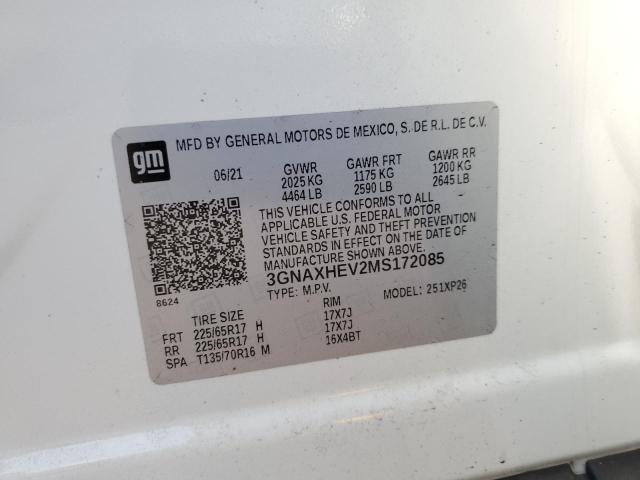 gm MFD BY GENERAL MOTORS DE MEXICO, S. DE R.L. DE C.V.
06/21 GVWR GAWR FRT GAWR RR
2025 KG 1175 KG 1200 KG
4464 LB 2590 LB 2645 LB
THIS VEHICLE CONFORMS TO ALL
APPLICABLE U.S. FEDERAL MOTOR
VEHICLE SAFETY AND THEFT PREVENTION
STANDARDS IN EFFECT ON THE DATE OF
MANUFACTURE SHOWN ABOVE.
3GNAXHEV2MS172085
8624 TYPE: M.P.V. MODEL: 251XP26
TIRE SIZE RIM
FRT 225/65R17 H 17X7J
RR 225/65R17 H 17X7J
SPA T135/70R16 M 16X4BT